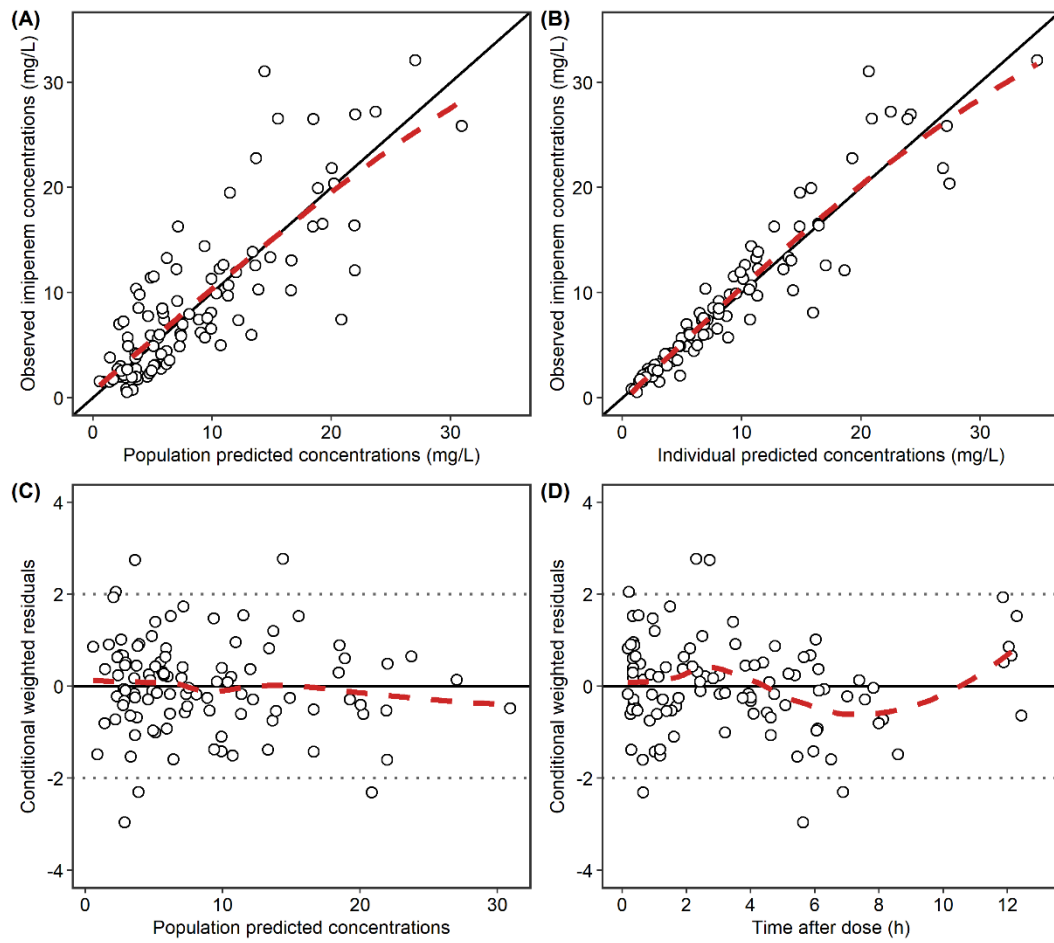 (A)
Observed imipenem concentrations (mg/L)
30
20
10
0
0 10 20 30
Population predicted concentrations (mg/L)
(B)
Observed imipenem concentrations (mg/L)
30
20
10
0
0 10 20 30
Individual predicted concentrations (mg/L)
(C)
Conditional weighted residuals
4
2
0
-2
-4
0 10 20 30
Population predicted concentrations
(D)
Conditional weighted residuals
4
2
0
-2
-4
0 2 4 6 8 10 12
Time after dose (h)